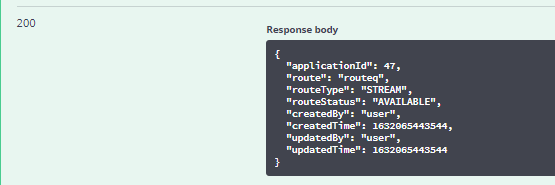 200
Response body
{
  "applicationId": 47,
  "route": "routeq",
  "routeType": "STREAM",
  "routeStatus": "AVAILABLE",
  "createdBy": "user",
  "createdTime": 1632065443544,
  "updatedBy": "user",
  "updatedTime": 1632065443544
}